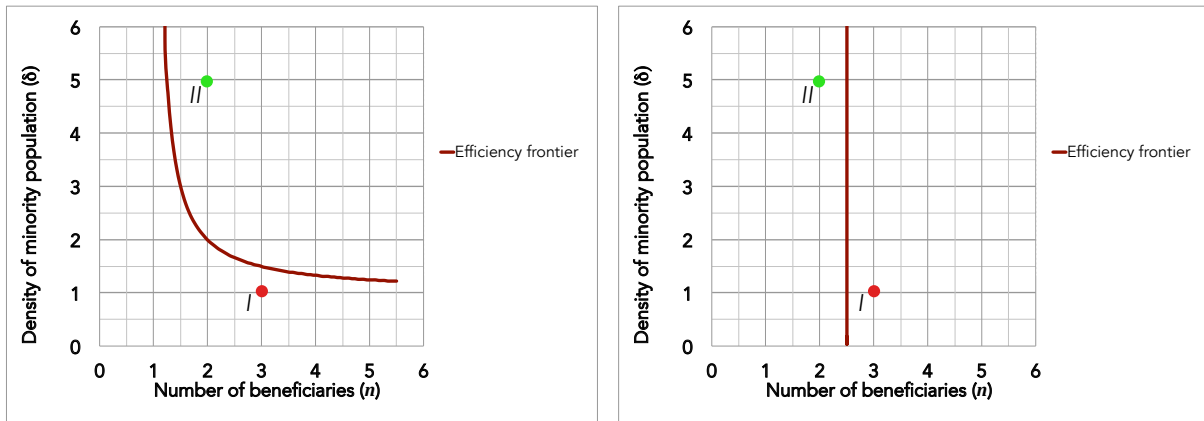 Density of minority population (δ)
6
5
4
3
2
1
0
0 1 2 3 4 5 6
Number of beneficiaries (n)
II
I
Efficiency frontier
Density of minority population (δ)
6
5
4
3
2
1
0
0 1 2 3 4 5 6
Number of beneficiaries (n)
II
I
Efficiency frontier